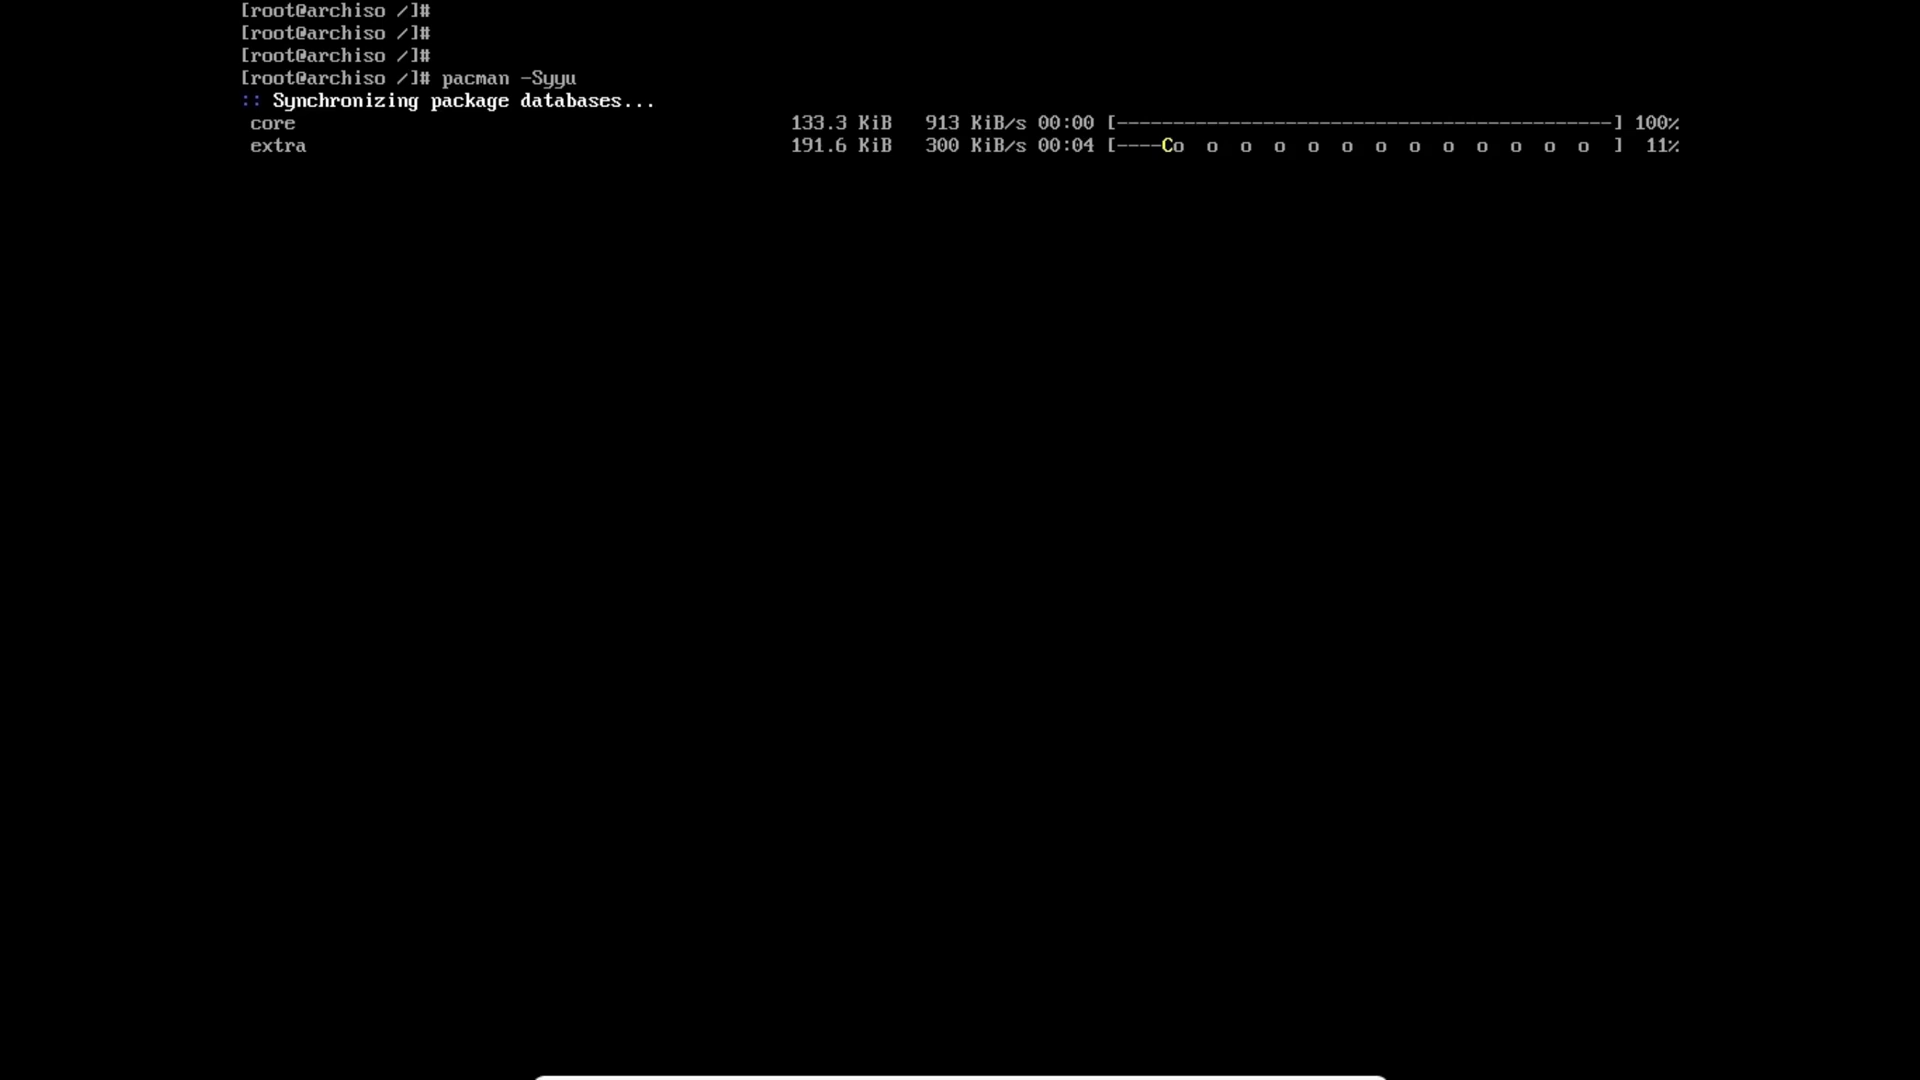 [root@archiso /]#
[root@archiso /]#
[root@archiso /]#
[root@archiso /]# pacman -Syyu
:: Synchronizing package databases...
core 133.3 KiB 913 KiB/s 00:00 [--------------------------------------------] 100%
extra 191.6 KiB 300 KiB/s 00:04 [----Co  o  o  o  o  o  o  o  o  o  o  o  o  ] 11%